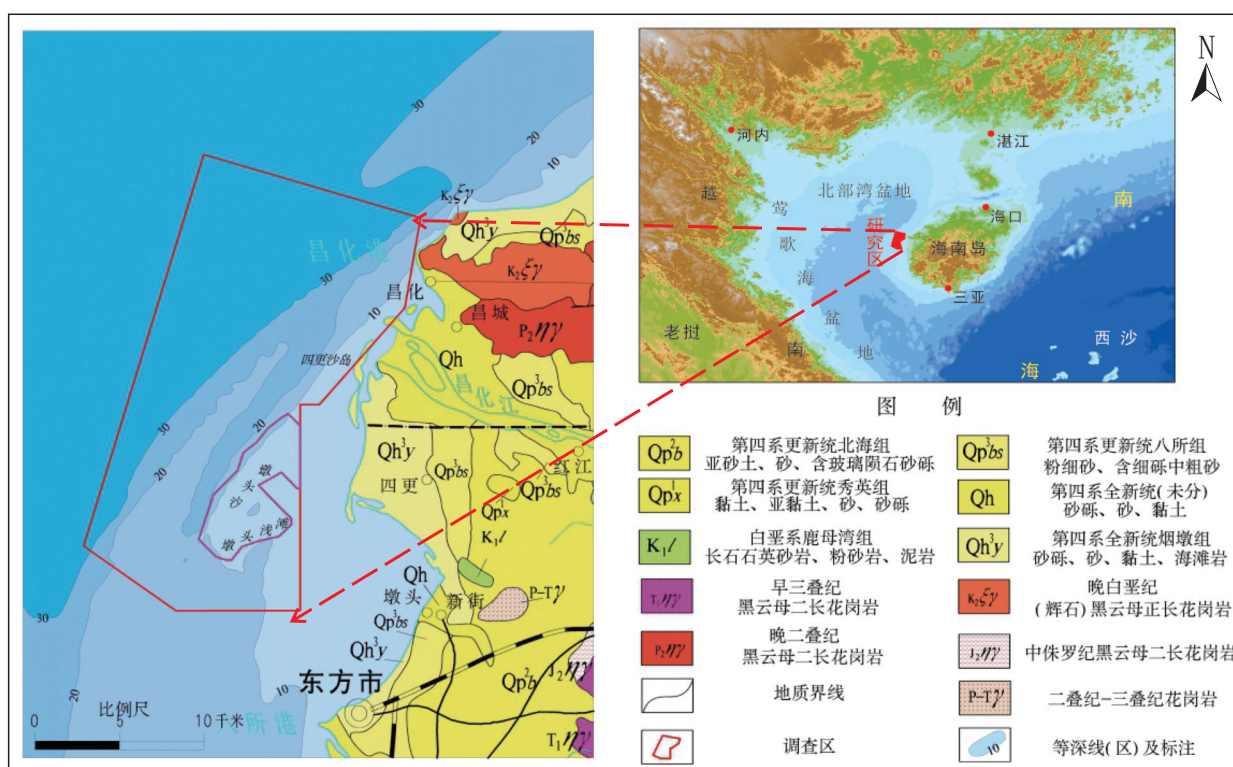 30
20
10
K₂ξγ
Qh³y
Qp³bs
昌化港
K₂ξγ
30
昌化
10
昌城
P₂ηγ
四更沙岛
Qh
昌化江
Qp³bs
20
Qh³y
Qp³bs
红江
四更
Qp³bs
墩头沙
Qp¹x
墩头浅滩
K₁l
Qh
P-Tγ
墩头
新街
30
Qp³bs
Qh³y
J₂ηγ
20
10
Qp²b
东方市
比例尺
0
5
10 千米
八所港
T₁ηγ
N
河内
湛江
越
北部湾盆地
南
莺
海口
歌
研究区
海南岛
海
三亚
盆
老挝
南
地
西沙
海
图 例
Qp²b
第四系更新统北海组
亚砂土、砂、含玻璃陨石砂砾
Qp³bs
第四系更新统八所组
粉细砂、含细砾中粗砂
Qp¹x
第四系更新统秀英组
黏土、亚黏土、砂、砂砾
Qh
第四系全新统(未分)
砂砾、砂、黏土
K₁l
白垩系鹿母湾组
长石石英砂岩、粉砂岩、泥岩
Qh³y
第四系全新统烟墩组
砂砾、砂、黏土、海滩岩
T₁ηγ
早三叠纪
黑云母二长花岗岩
K₂ξγ
晚白垩纪
(辉石)黑云母正长花岗岩
P₂ηγ
晚二叠纪
黑云母二长花岗岩
J₂ηγ
中侏罗纪黑云母二长花岗岩
地质界线
P-Tγ
二叠纪-三叠纪花岗岩
调查区
10
等深线(区)及标注